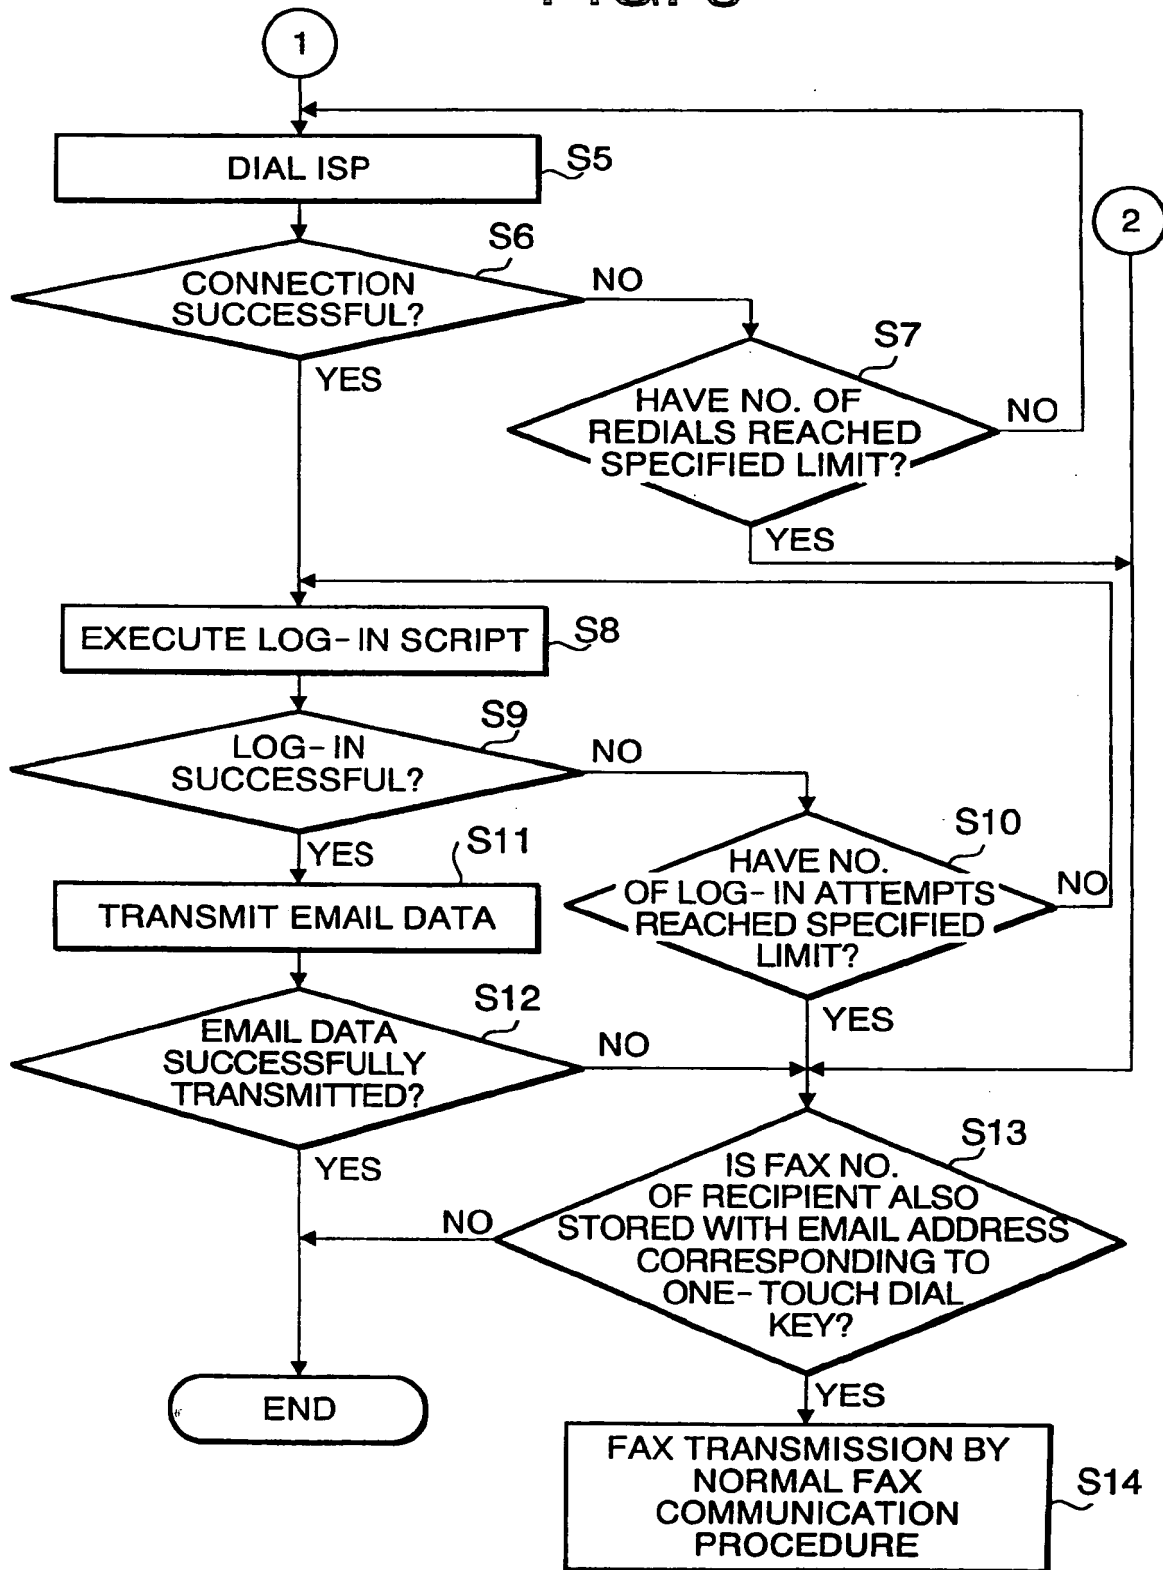 1
DIAL ISP
S5
2
S6
CONNECTION
SUCCESSFUL?
NO
YES
S7
HAVE NO. OF
REDIALS REACHED
SPECIFIED LIMIT?
NO
YES
EXECUTE LOG-IN SCRIPT
S8
S9
LOG-IN
SUCCESSFUL?
NO
YES
S10
HAVE NO.
OF LOG-IN ATTEMPTS
REACHED SPECIFIED
LIMIT?
NO
YES
S11
TRANSMIT EMAIL DATA
S12
EMAIL DATA
SUCCESSFULLY
TRANSMITTED?
NO
YES
S13
IS FAX NO.
OF RECIPIENT ALSO
STORED WITH EMAIL ADDRESS
CORRESPONDING TO
ONE-TOUCH DIAL
KEY?
NO
YES
END
FAX TRANSMISSION BY
NORMAL FAX
COMMUNICATION
PROCEDURE
S14